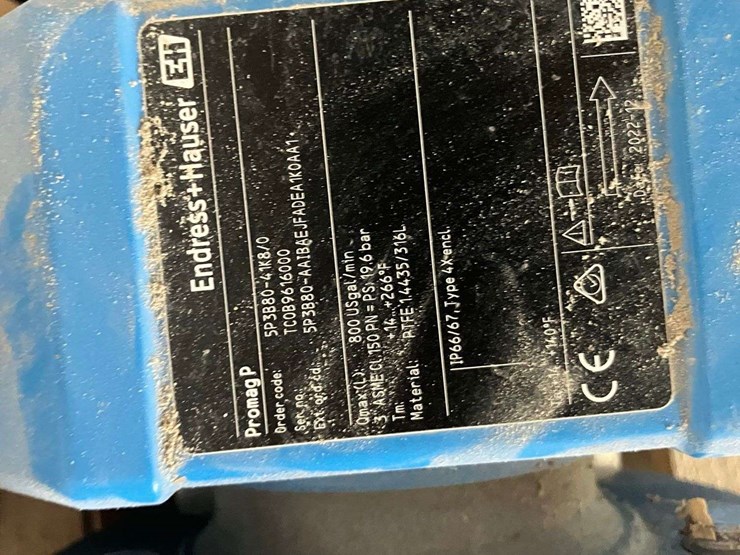 Endress+Hauser EH
Promag P
Order code: 5P3B80-41K8/0
Ser. no.: TC0B9616000
Ext. ord. cd.: 5P3B80-AAIBAEJFADEA1K0AA1+
Qmax(L): 800 USgal/min
3" ASME Cl.150 PN = PS: 19.6 bar
Tm: 14...+266°F
Material: PTFE, 1.4435/316L
IP66/67, Type 4X encl.
+140°F
CE
Date: 2022-12